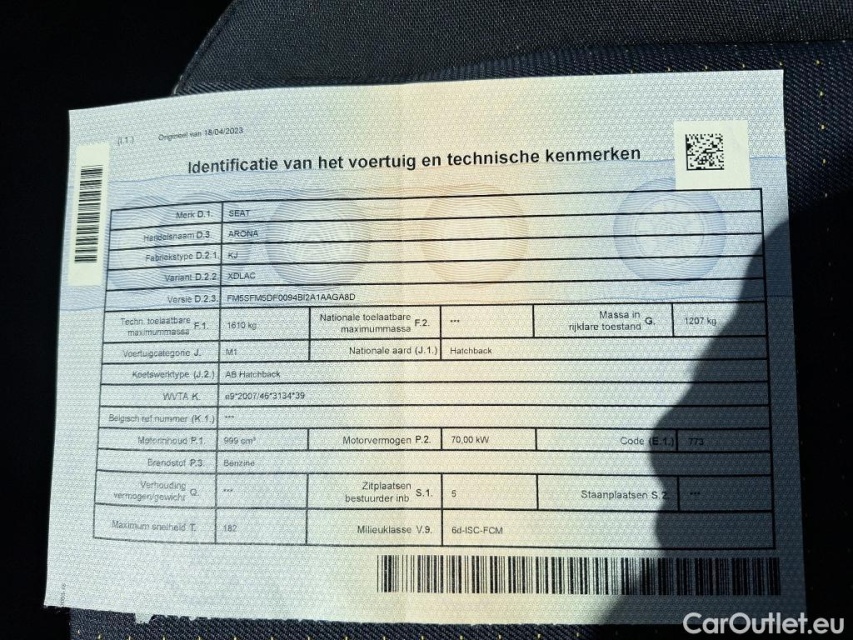 (I.1.) Origineel van 18/04/2023
Identificatie van het voertuig en technische kenmerken
Merk D.1. SEAT
Handelsnaam D.3. ARONA
Fabriekstype D.2.1. KJ
Variant D.2.2. XDLAC
Versie D.2.3. FM5SFM5DF0094BI2A1AAGA8D
Techn. toelaatbare maximummassa F.1. 1610 kg Nationale toelaatbare maximummassa F.2. --- Massa in rijklare toestand G. 1207 kg
Voertuigcategorie J. M1 Nationale aard (J.1.) Hatchback
Koetswerktype (J.2.) AB Hatchback
WVTA K. e9*2007/46*3134*39
Belgisch ref nummer (K.1.) ---
Motorinhoud P.1. 999 cm³ Motorvermogen P.2. 70,00 kW Code (E.1.) 773
Brandstof P.3. Benzine
Verhouding vermogen/gewicht Q. --- Zitplaatsen bestuurder inb S.1. 5 Staanplaatsen S.2. ---
Maximum snelheid T. 182 Milieuklasse V.9. 6d-ISC-FCM
CarOutlet.eu